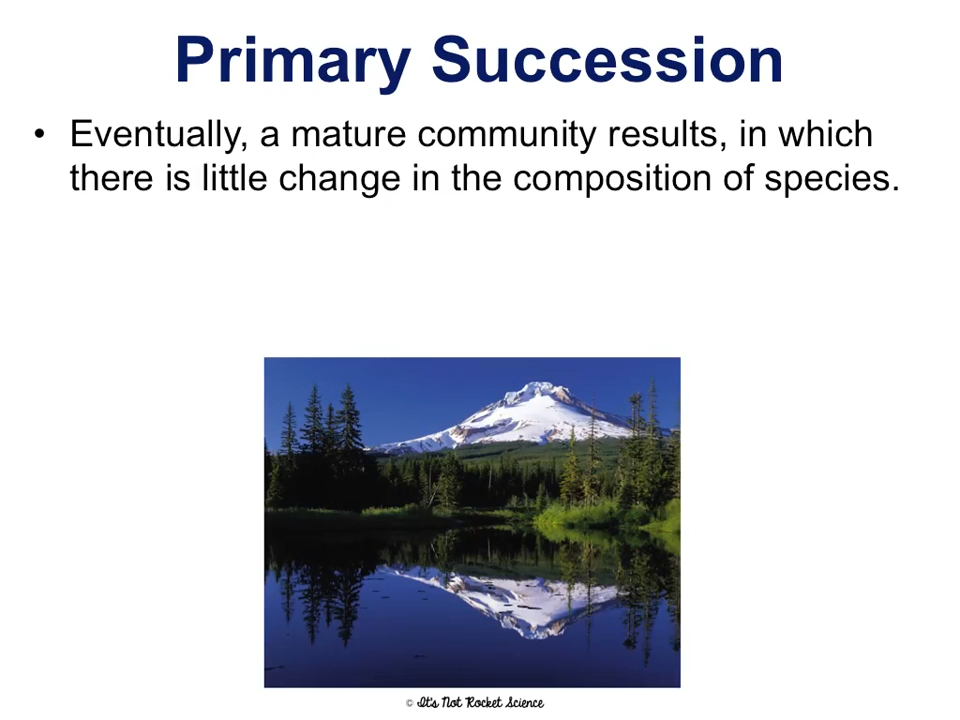 Primary Succession
• Eventually, a mature community results, in which
there is little change in the composition of species.
© It's Not Rocket Science